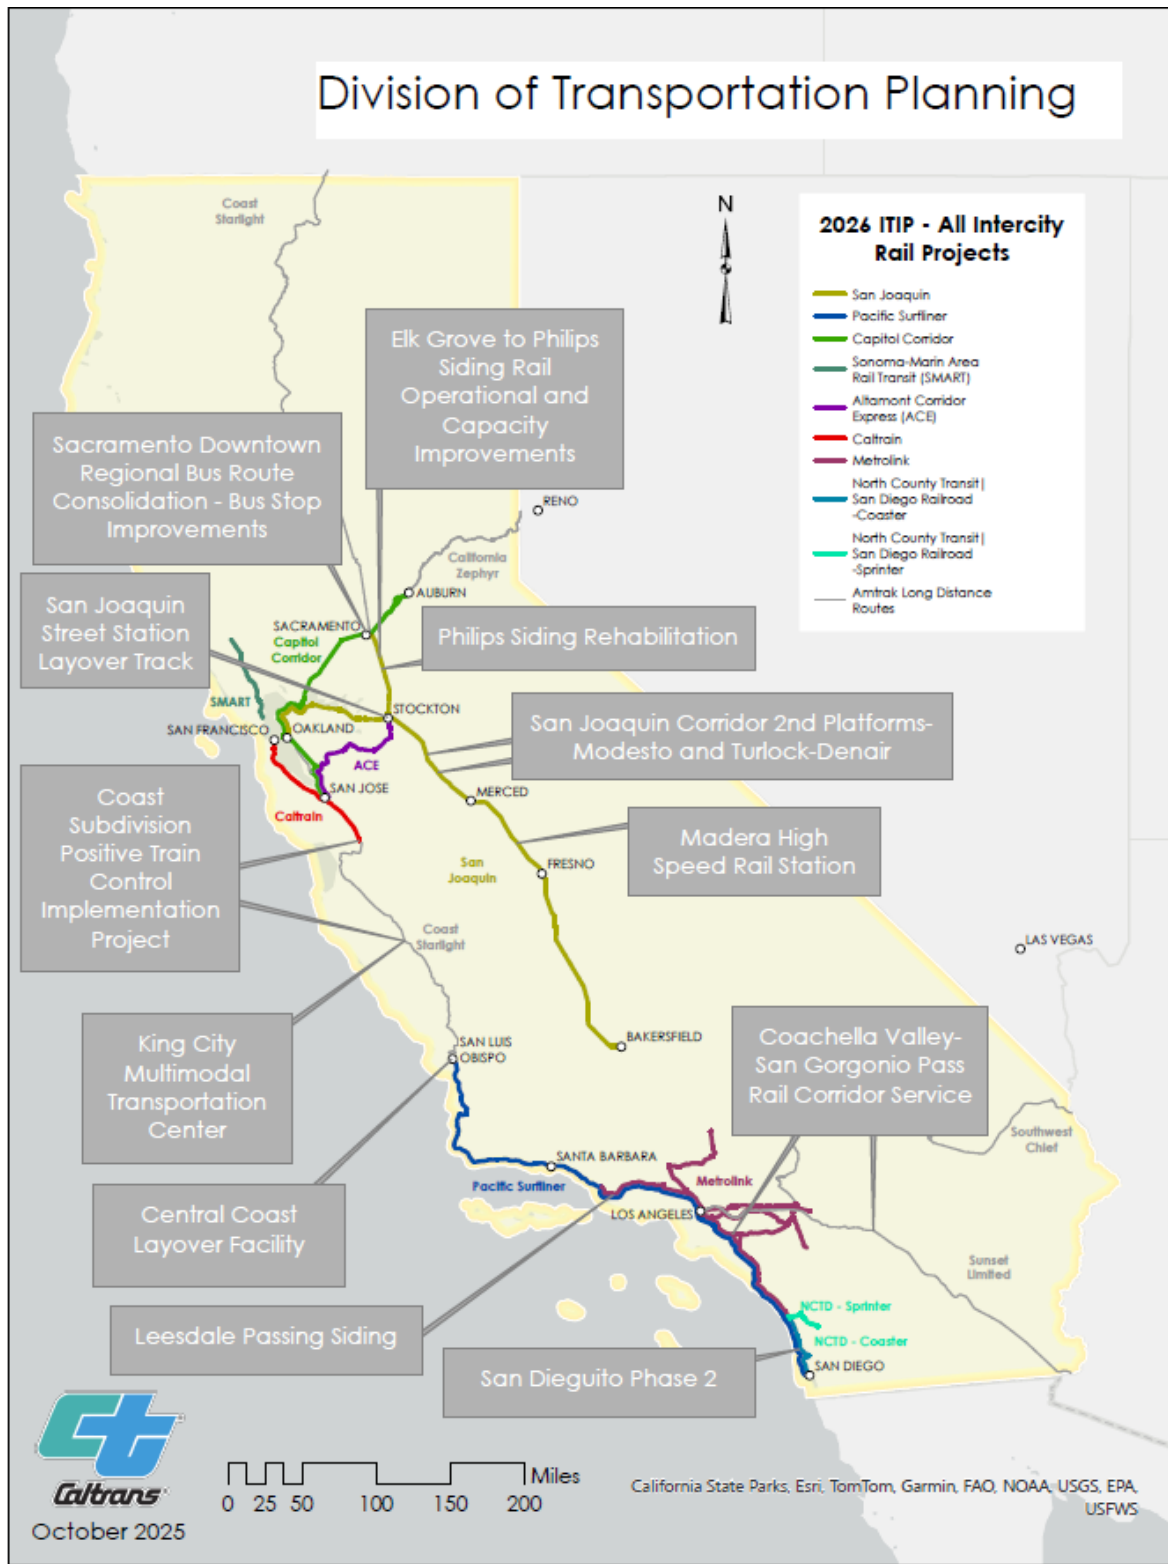 Division of Transportation Planning
Coast
Starlight
N
2026 ITIP - All Intercity
Rail Projects
San Joaquin
Pacific Surfliner
Capitol Corridor
Sonoma-Marin Area
Rail Transit (SMART)
Altamont Corridor
Express (ACE)
Caltrain
Metrolink
North County Transit|
San Diego Railroad
-Coaster
North County Transit|
San Diego Railroad
-Sprinter
Amtrak Long Distance
Routes
Elk Grove to Philips
Siding Rail
Operational and
Capacity
Improvements
Sacramento Downtown
Regional Bus Route
Consolidation - Bus Stop
Improvements
RENO
California
Zephyr
AUBURN
San Joaquin
Street Station
Layover Track
SACRAMENTO
Capitol
Corridor
Philips Siding Rehabilitation
SMART
STOCKTON
SAN FRANCISCO
OAKLAND
San Joaquin Corridor 2nd Platforms-
Modesto and Turlock-Denair
ACE
SAN JOSE
MERCED
Caltrain
Coast
Subdivision
Positive Train
Control
Implementation
Project
Madera High
Speed Rail Station
San
Joaquin
FRESNO
Coast
Starlight
LAS VEGAS
King City
Multimodal
Transportation
Center
SAN LUIS
OBISPO
BAKERSFIELD
Coachella Valley-
San Gorgonio Pass
Rail Corridor Service
Southwest
Chief
SANTA BARBARA
Pacific Surfliner
Metrolink
LOS ANGELES
Central Coast
Layover Facility
Sunset
Limited
Leesdale Passing Siding
NCTD - Sprinter
NCTD - Coaster
San Dieguito Phase 2
SAN DIEGO
ct
Caltrans
October 2025
Miles
0 25 50 100 150 200
California State Parks, Esri, TomTom, Garmin, FAO, NOAA, USGS, EPA,
USFWS